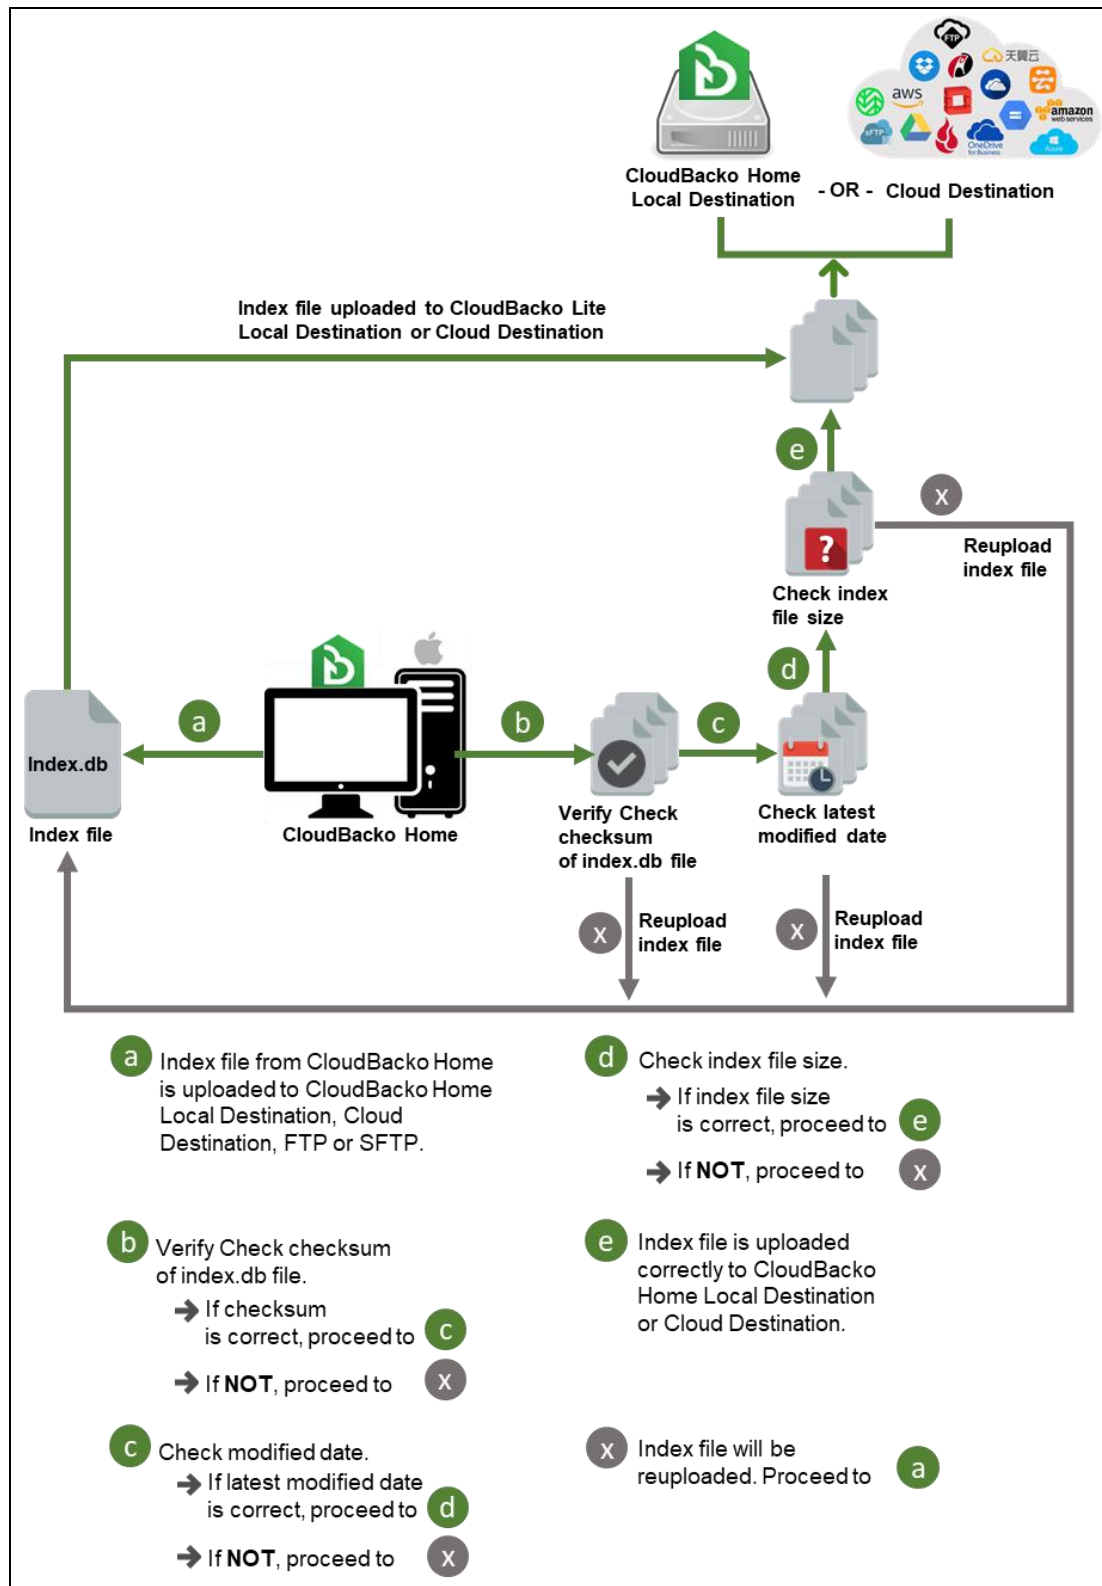 FTP
天翼云
aws
amazon
web services
sFTP
OneDrive
for Business
Azure
CloudBacko Home
Local Destination
- OR -
Cloud Destination
Index file uploaded to CloudBacko Lite
Local Destination or Cloud Destination
e
x
Reupload
index file
?
Check index
file size
d
a
b
c
Index.db
Index file
CloudBacko Home
Verify Check
checksum
of index.db file
Check latest
modified date
x
Reupload
index file
x
Reupload
index file
a
Index file from CloudBacko Home
is uploaded to CloudBacko Home
Local Destination, Cloud
Destination, FTP or SFTP.
b
Verify Check checksum
of index.db file.
If checksum
is correct, proceed to c
If NOT, proceed to x
c
Check modified date.
If latest modified date
is correct, proceed to d
If NOT, proceed to x
d
Check index file size.
If index file size
is correct, proceed to e
If NOT, proceed to x
e
Index file is uploaded
correctly to CloudBacko
Home Local Destination
or Cloud Destination.
x
Index file will be
reuploaded. Proceed to a